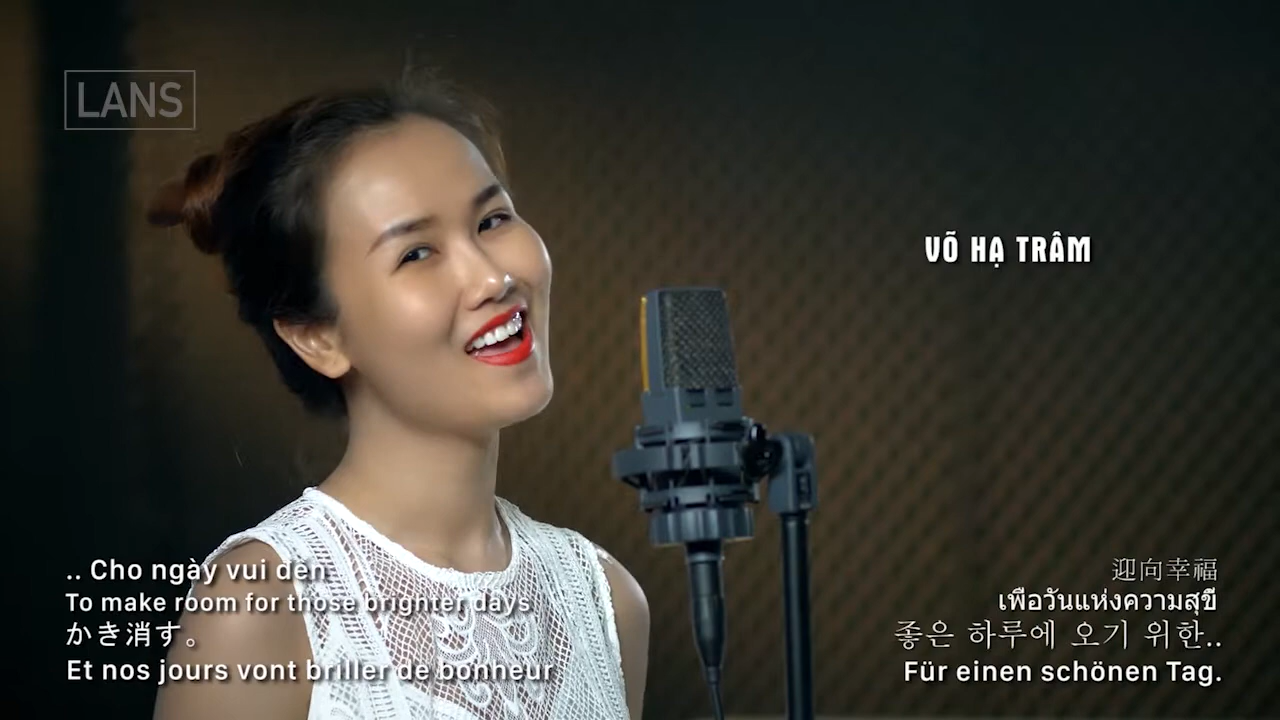 LANS
VÕ HẠ TRÂM
.. Cho ngày vui đến.
To make room for those brighter days
かき消す。
Et nos jours vont briller de bonheur
迎向幸福
เพื่อวันแห่งความสุขี
좋은 하루에 오기 위한..
Für einen schönen Tag.